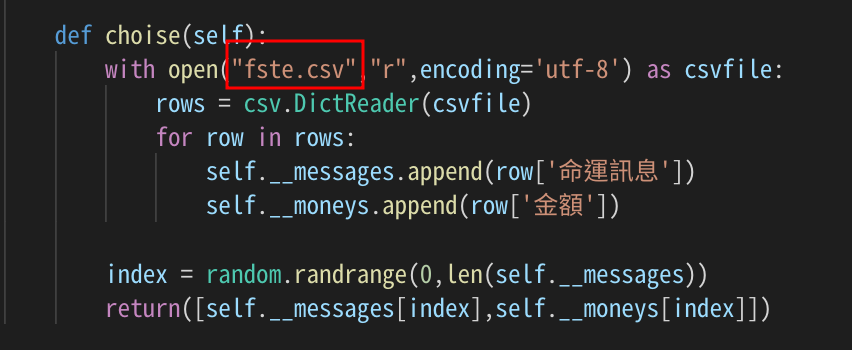 def choise(self):
with open("fste.csv","r",encoding='utf-8') as csvfile:
rows = csv.DictReader(csvfile)
for row in rows:
self.__messages.append(row['命運訊息'])
self.__moneys.append(row['金額'])
index = random.randrange(0,len(self.__messages))
return([self.__messages[index],self.__moneys[index]])